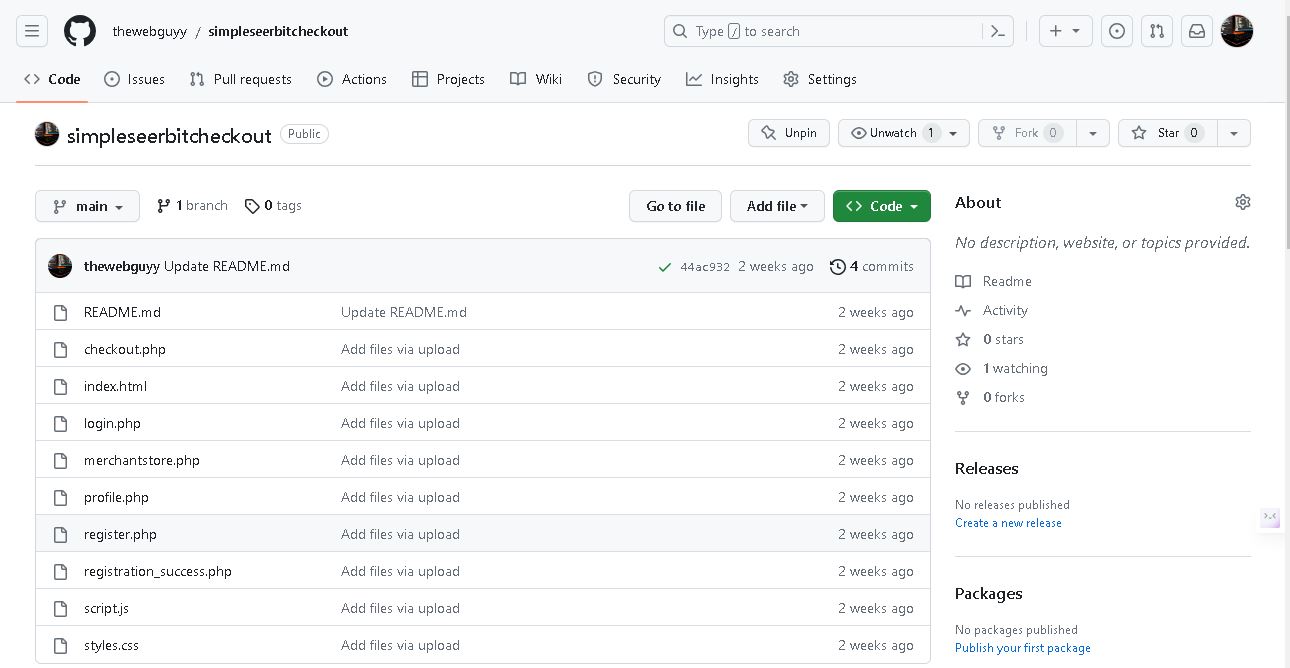 thewebguyy / simpleseerbitcheckout
Type / to search
Code Issues Pull requests Actions Projects Wiki Security Insights Settings
simpleseerbitcheckout Public
Unpin Unwatch 1 Fork 0 Star 0
main 1 branch 0 tags Go to file Add file Code
thewebguyy Update README.md 44ac932 2 weeks ago 4 commits
README.md Update README.md 2 weeks ago
checkout.php Add files via upload 2 weeks ago
index.html Add files via upload 2 weeks ago
login.php Add files via upload 2 weeks ago
merchantstore.php Add files via upload 2 weeks ago
profile.php Add files via upload 2 weeks ago
register.php Add files via upload 2 weeks ago
registration_success.php Add files via upload 2 weeks ago
script.js Add files via upload 2 weeks ago
styles.css Add files via upload 2 weeks ago
About
No description, website, or topics provided.
Readme
Activity
0 stars
1 watching
0 forks
Releases
No releases published
Create a new release
Packages
No packages published
Publish your first package